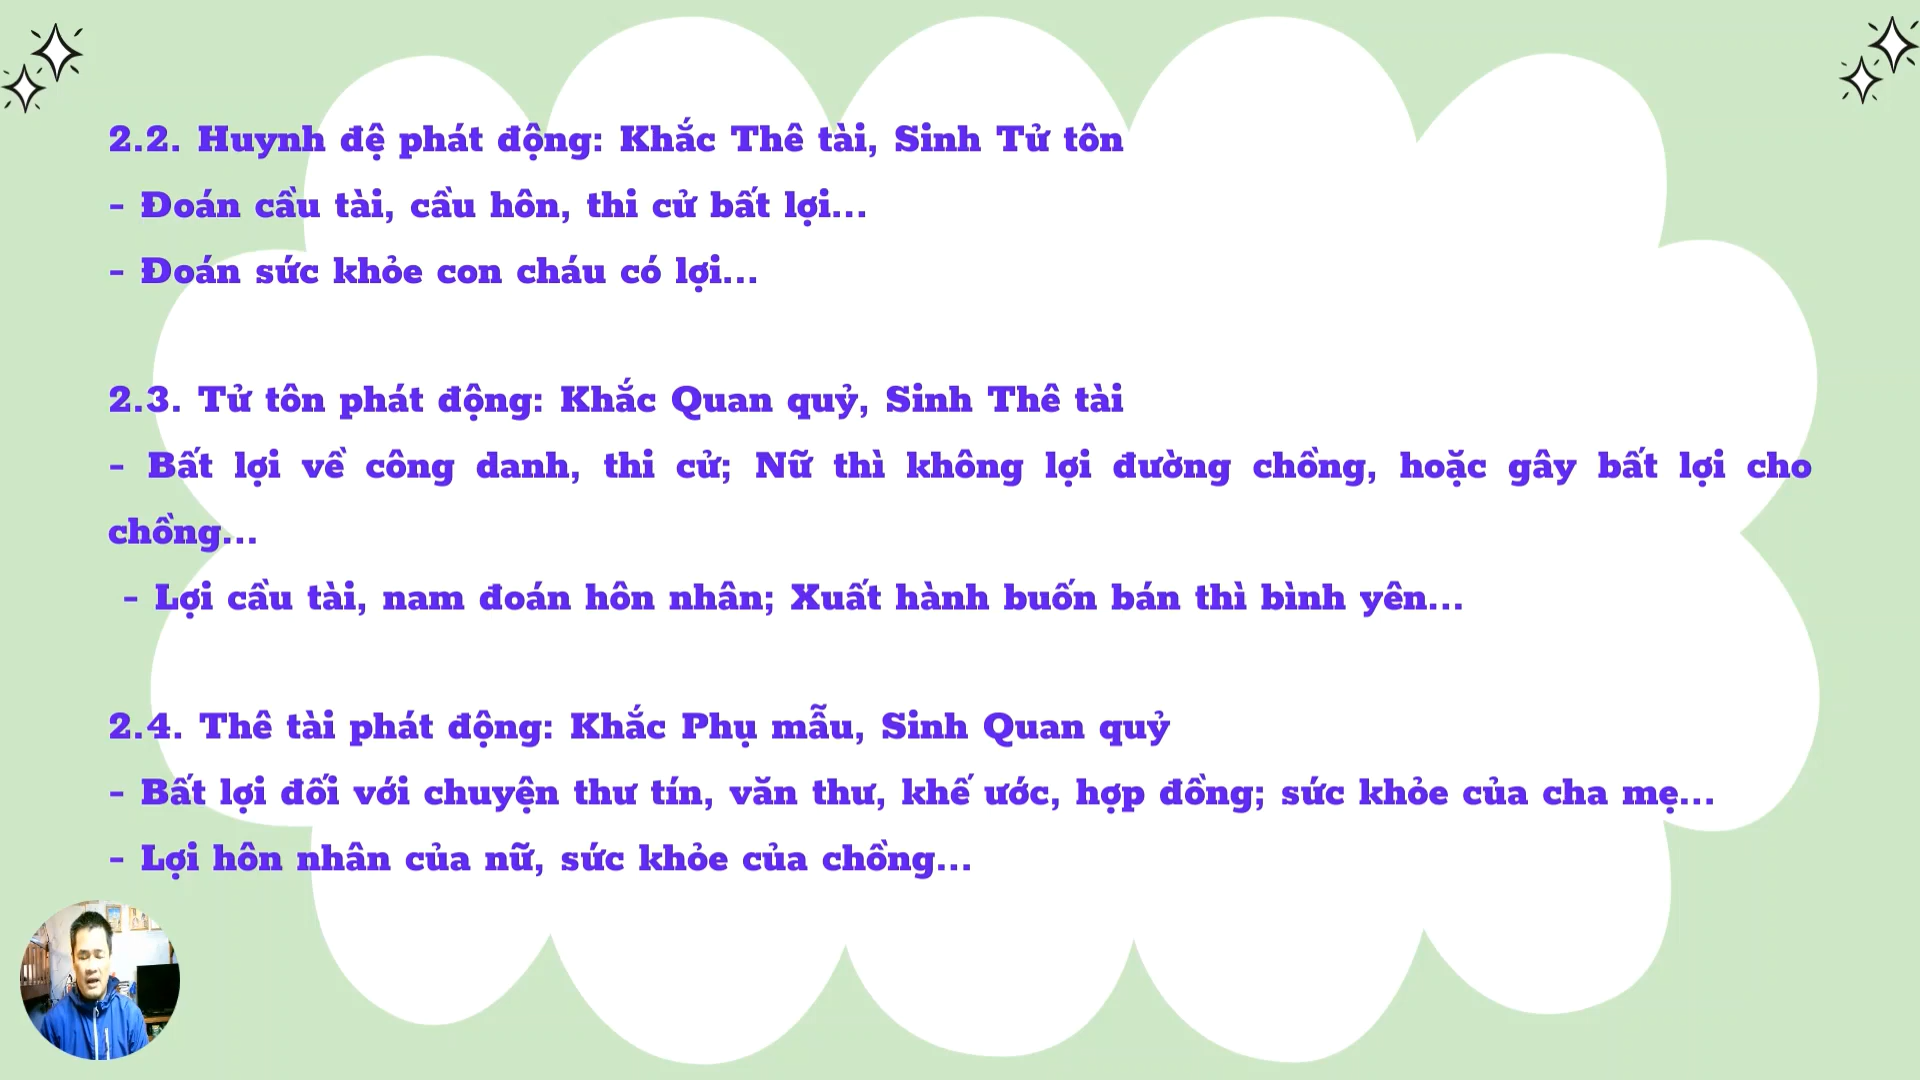 2.2. Huynh đệ phát động: Khắc Thê tài, Sinh Tử tôn
- Đoán cầu tài, cầu hôn, thi cử bất lợi...
- Đoán sức khỏe con cháu có lợi...
2.3. Tử tôn phát động: Khắc Quan quỷ, Sinh Thê tài
- Bất lợi về công danh, thi cử; Nữ thì không lợi đường chồng, hoặc gây bất lợi cho
chồng...
- Lợi cầu tài, nam đoán hôn nhân; Xuất hành buốn bán thì bình yên...
2.4. Thê tài phát động: Khắc Phụ mẫu, Sinh Quan quỷ
- Bất lợi đối với chuyện thư tín, văn thư, khế ước, hợp đồng; sức khỏe của cha mẹ...
- Lợi hôn nhân của nữ, sức khỏe của chồng...